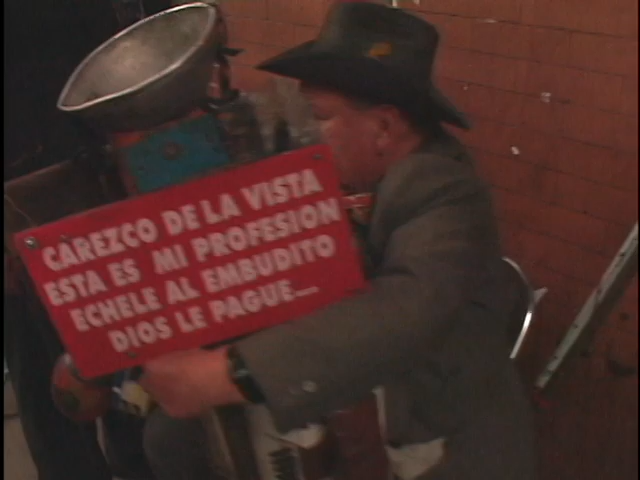 CAREZCO DE LA VISTA
ESTA ES MI PROFESION
ECHELE AL EMBUDITO
DIOS LE PAGUE....